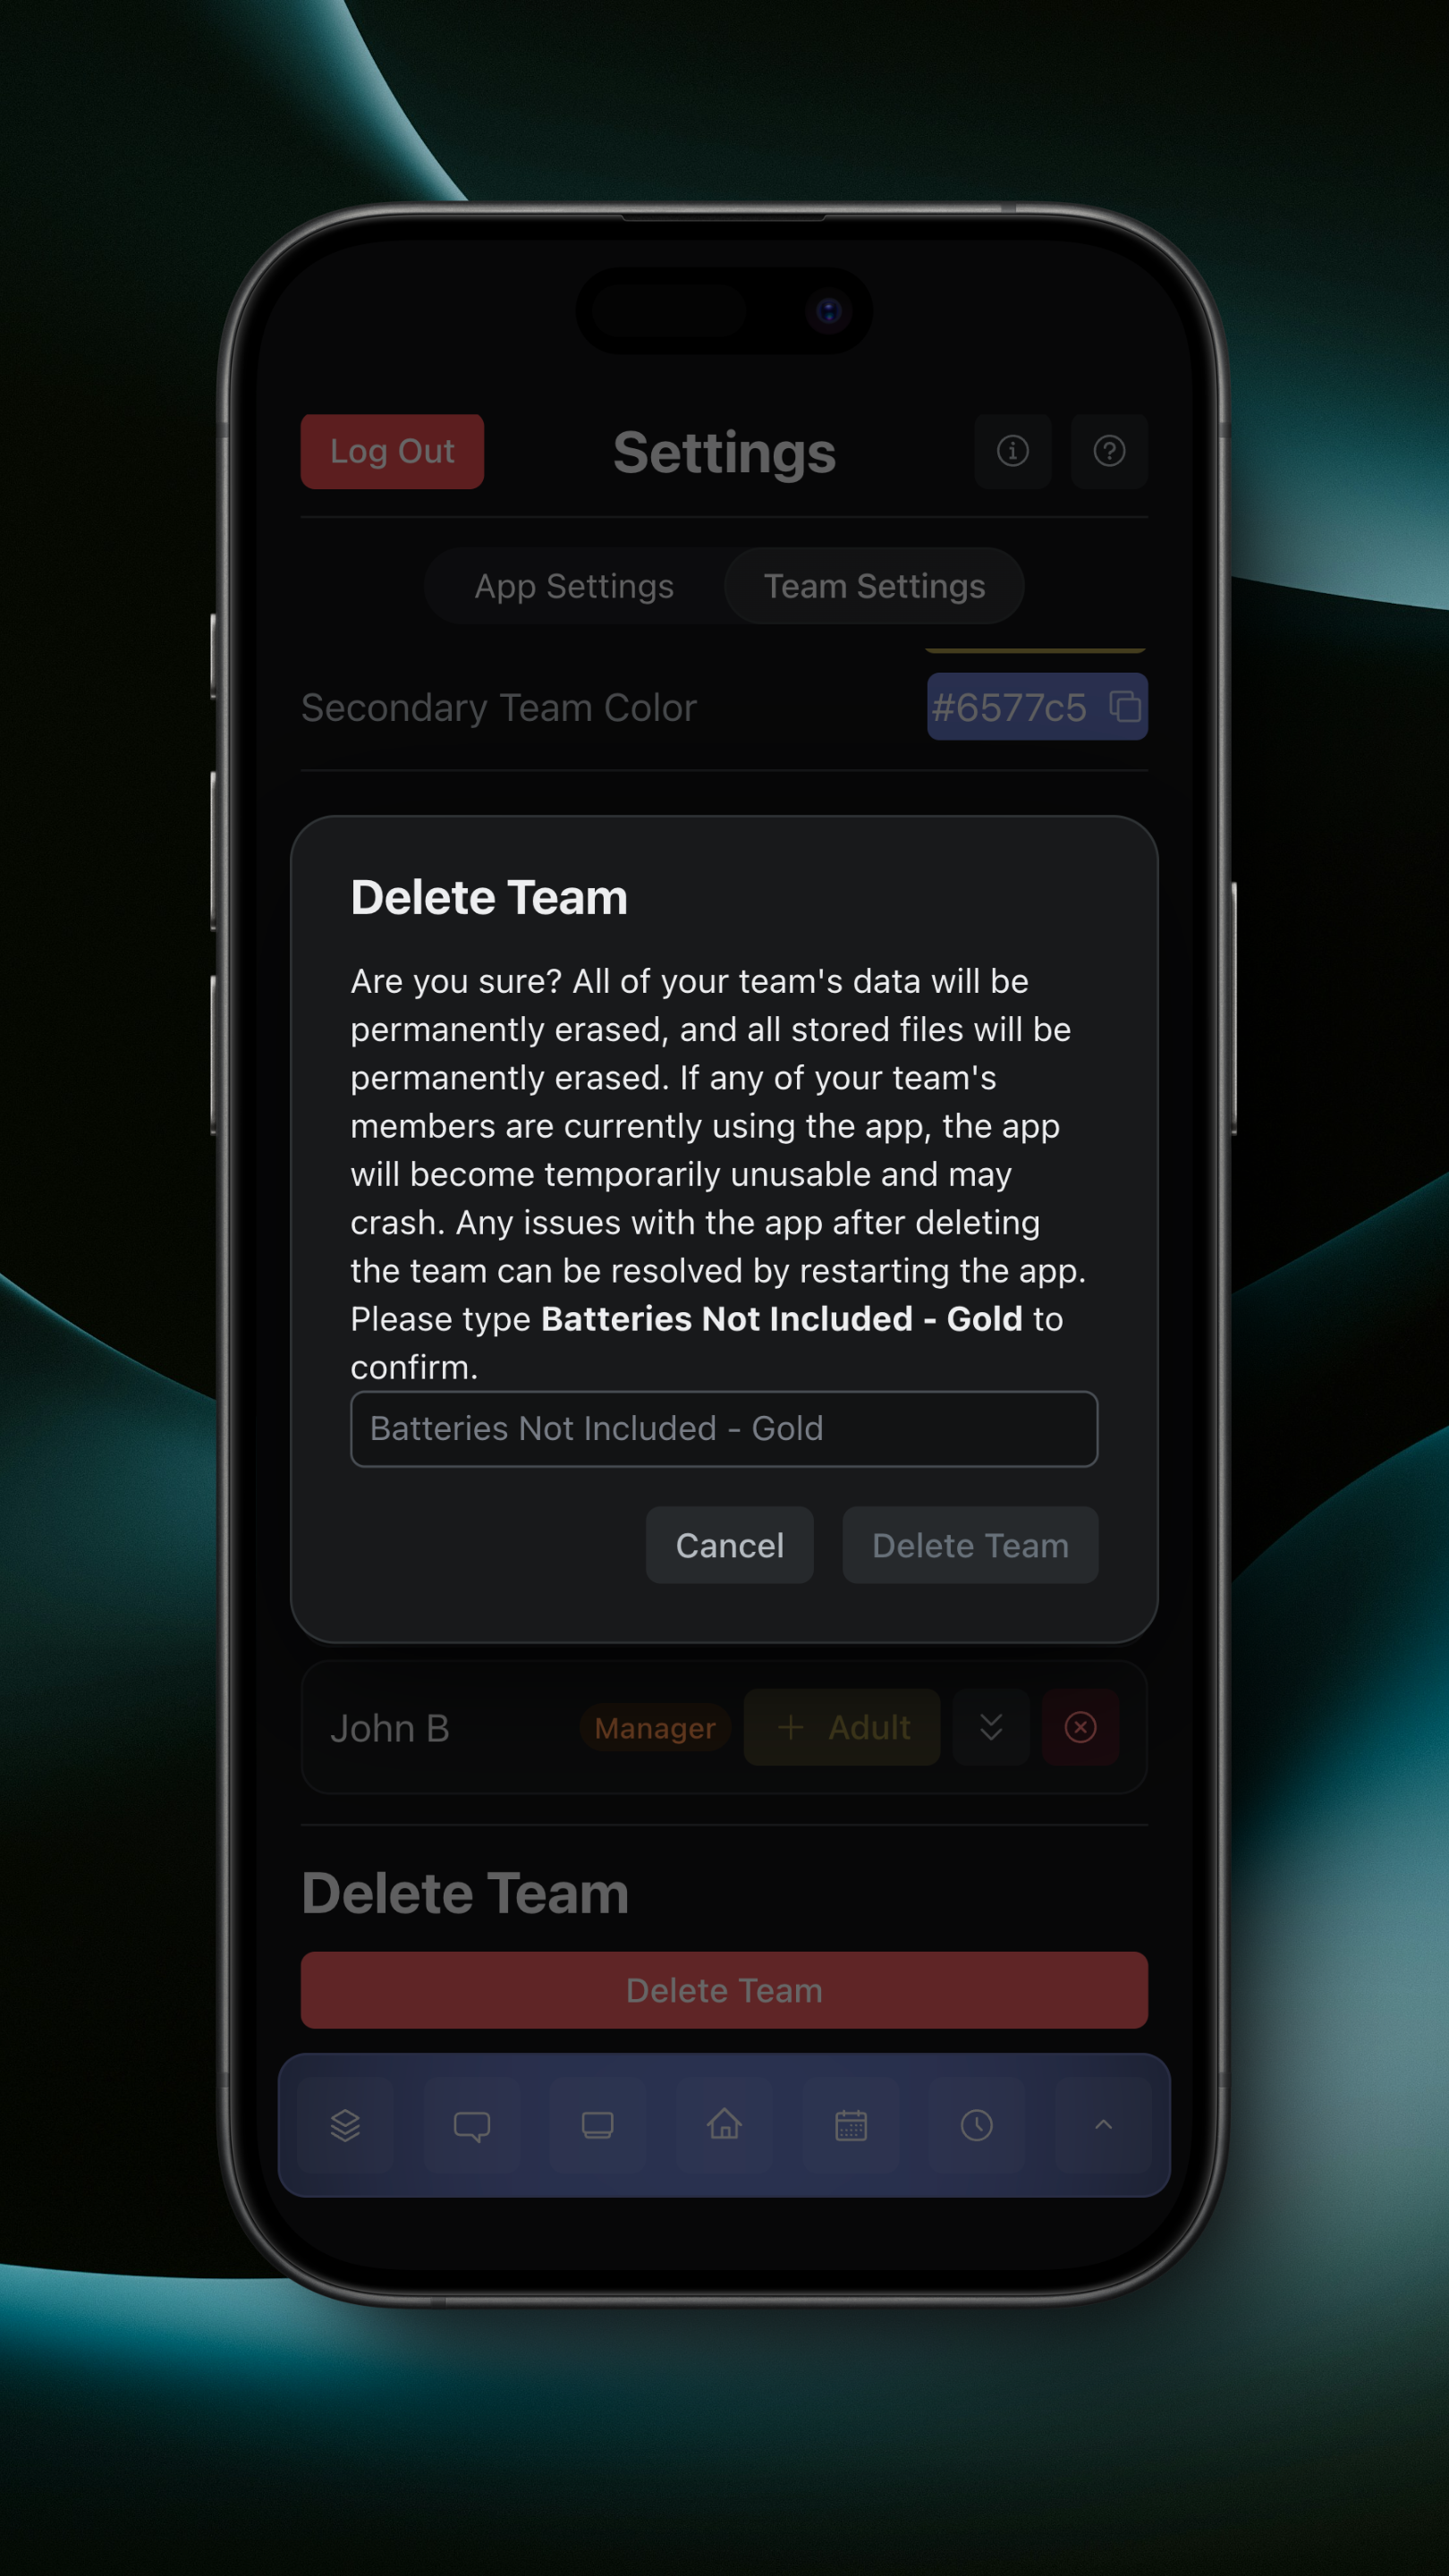 Log Out
Settings
App Settings
Team Settings
Secondary Team Color
#6577c5
Delete Team
Are you sure? All of your team's data will be
permanently erased, and all stored files will be
permanently erased. If any of your team's
members are currently using the app, the app
will become temporarily unusable and may
crash. Any issues with the app after deleting
the team can be resolved by restarting the app.
Please type Batteries Not Included - Gold to
confirm.
Batteries Not Included - Gold
Cancel
Delete Team
John B
Manager
+ Adult
Delete Team
Delete Team